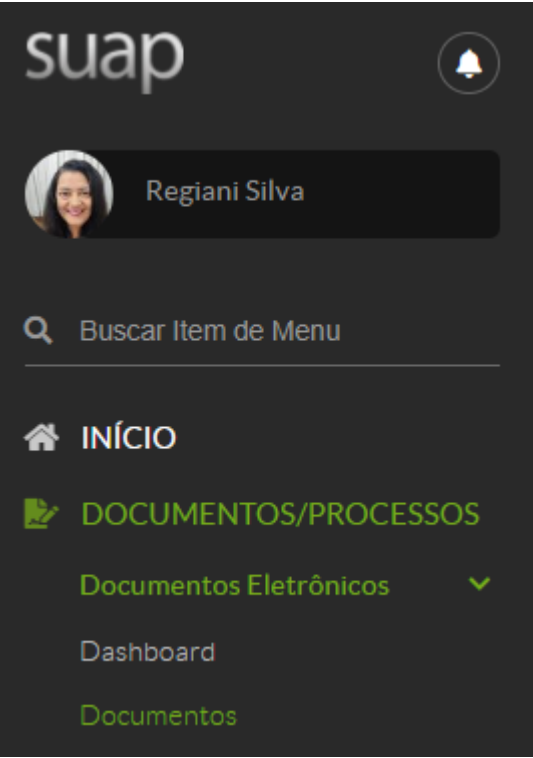 suap
Regiani Silva
Buscar Item de Menu
INÍCIO
DOCUMENTOS/PROCESSOS
Documentos Eletrônicos
Dashboard
Documentos